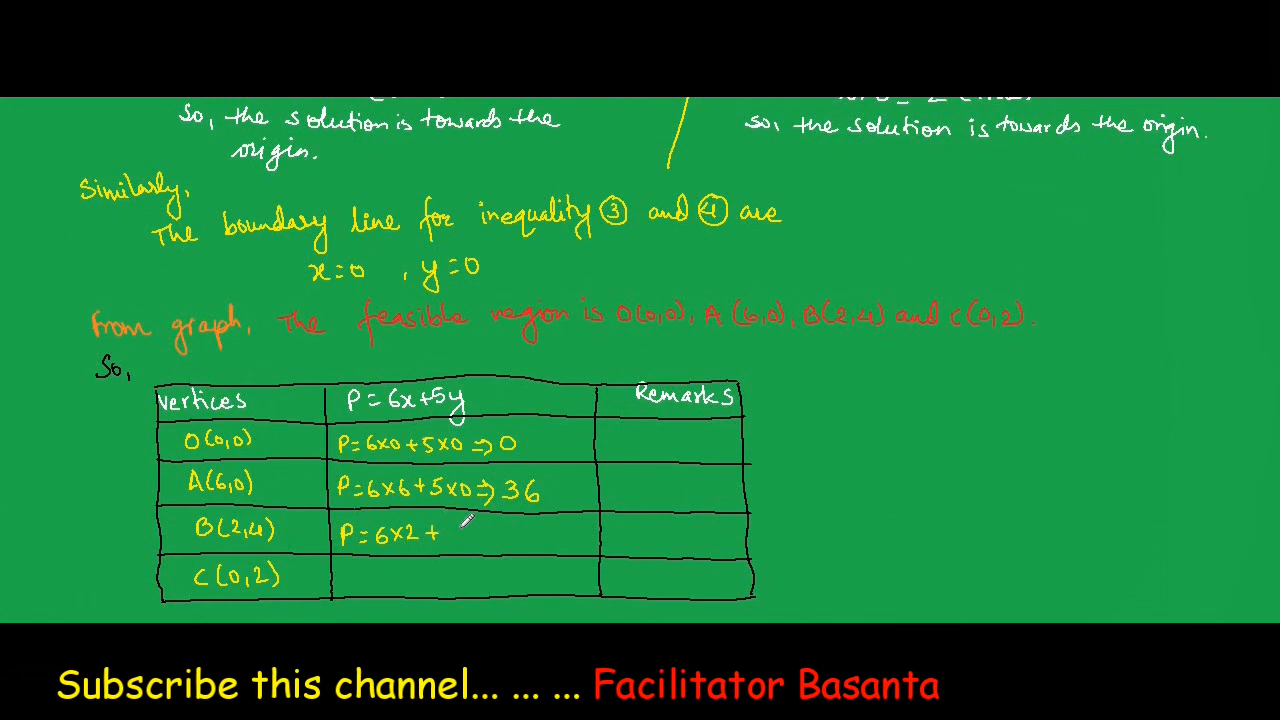 So, the solution is towards the
origin.
so, the solution is towards the origin.
Similarly,
The boundary line for inequality ③ and ④ are
x=0 , y=0
From graph, The feasible region is O(0,0), A(6,0), B(2,4) and C(0,2).
So,
Vertices P=6x+5y Remarks
O(0,0) P=6×0+5×0⇒0
A(6,0) P=6×6+5×0⇒36
B(2,4) P=6×2+
C(0,2)
Subscribe this channel... ... ... Facilitator Basanta